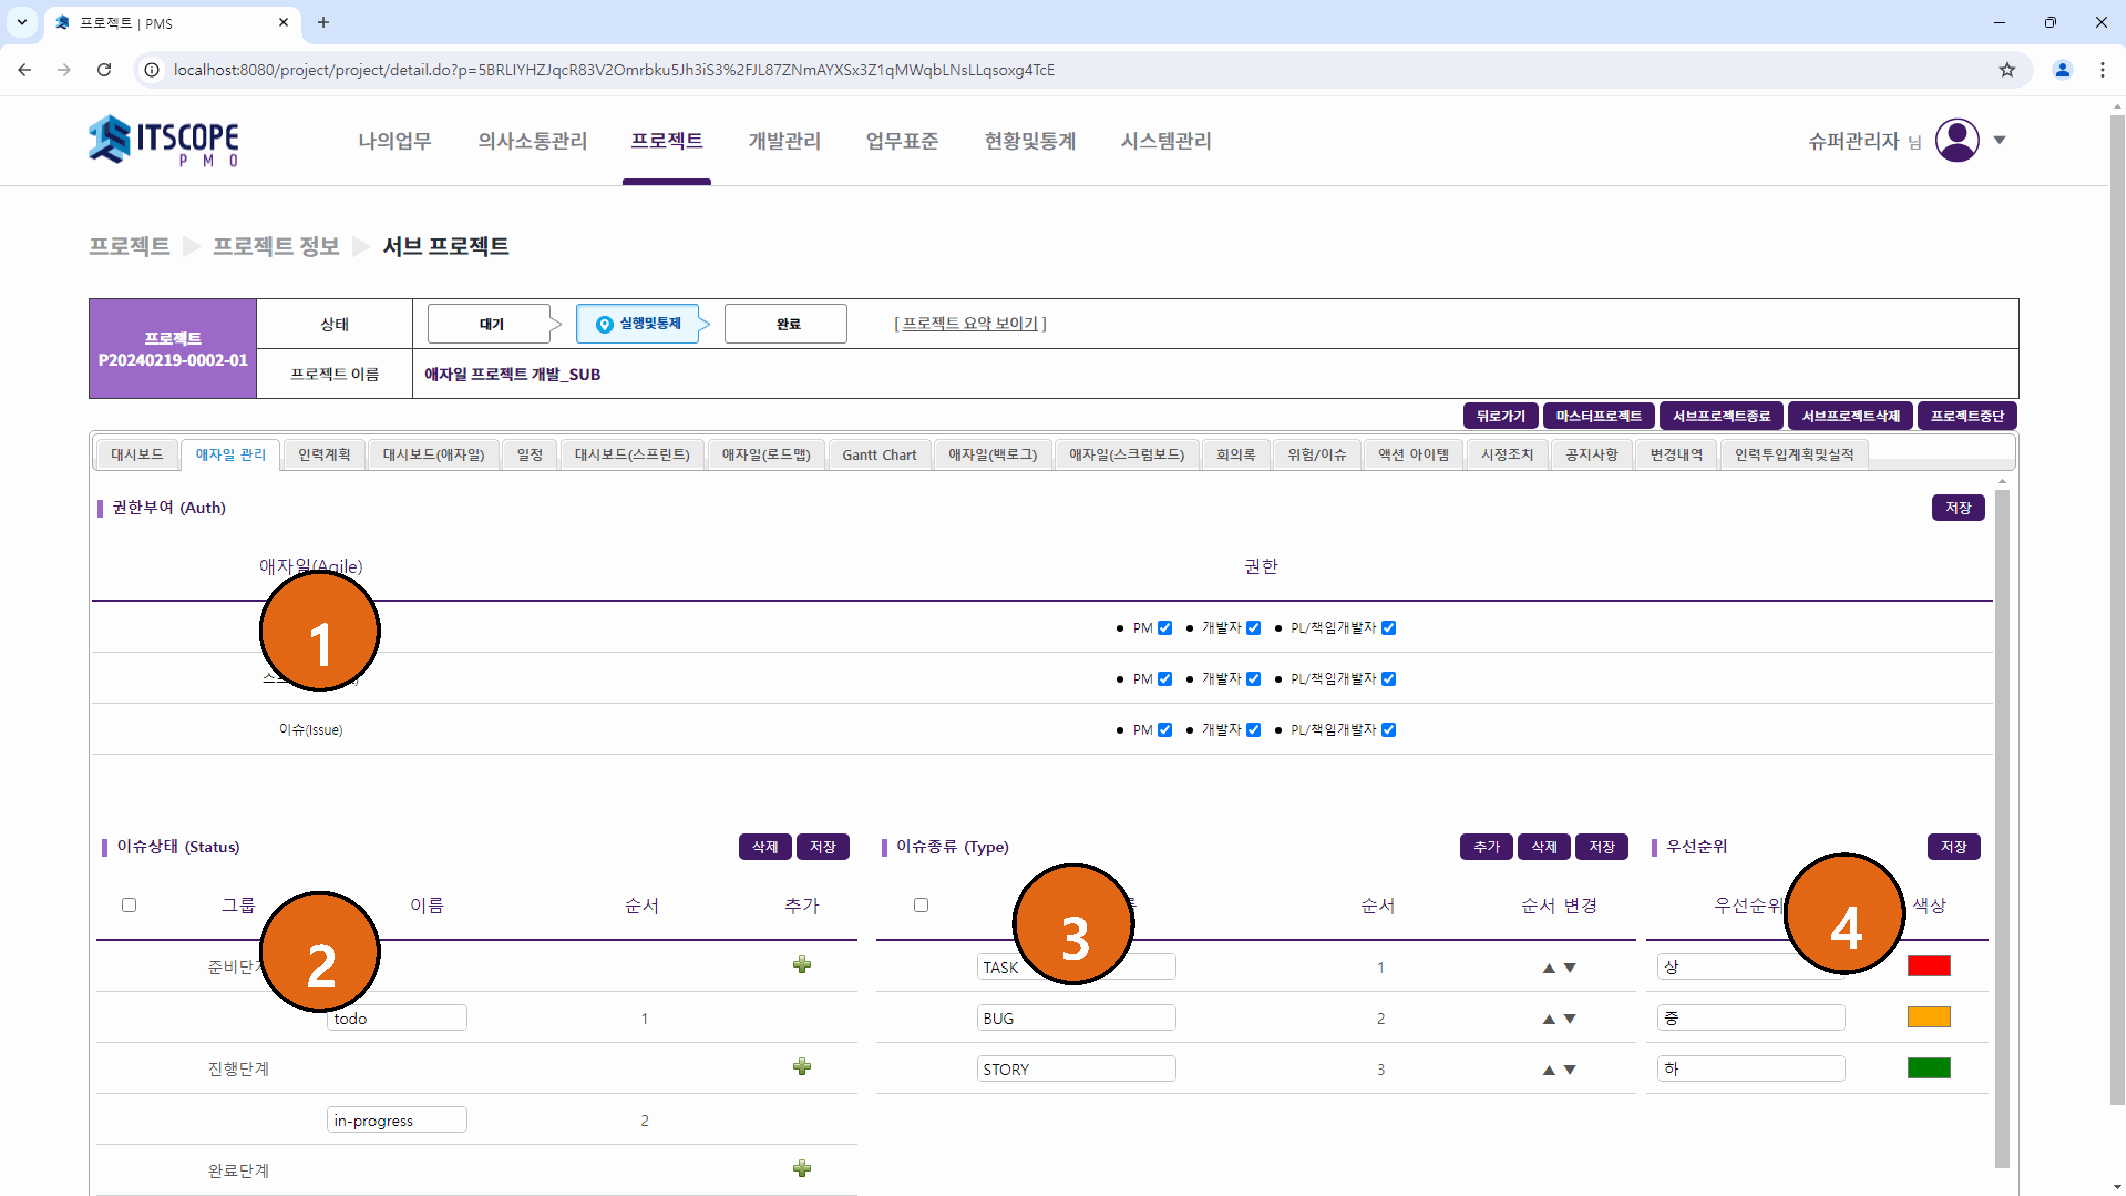 프로젝트 | PMS
localhost:8080/project/project/detail.do?p=5BRLlYHZJqcR83V2Omrbku5Jh3iS3%2FJL87ZNmAYXSx3Z1qMWqbLNsLLqsoxg4TcE
ITSCOPE
PMO
나의업무 의사소통관리 프로젝트 개발관리 업무표준 현황및통계 시스템관리
슈퍼관리자 님
프로젝트 프로젝트 정보 서브 프로젝트
프로젝트
P20240219-0002-01
상태 대기 실행및통제 완료 [ 프로젝트 요약 보이기 ]
프로젝트 이름 애자일 프로젝트 개발_SUB
뒤로가기 마스터프로젝트 서브프로젝트종료 서브프로젝트삭제 프로젝트중단
대시보드 애자일 관리 인력계획 대시보드(애자일) 일정 대시보드(스프린트) 애자일(로드맵) Gantt Chart 애자일(백로그) 애자일(스크럼보드) 회의록 위험/이슈 액션 아이템 시정조치 공지사항 변경내역 인력투입계획및실적
권한부여 (Auth) 저장
애자일(Agile) 권한
1
• PM • 개발자 • PL/책임개발자
• PM • 개발자 • PL/책임개발자
이슈(Issue) • PM • 개발자 • PL/책임개발자
이슈상태 (Status) 삭제 저장
그룹 이름 순서 추가
2
준비단
todo 1
진행단계
in-progress 2
완료단계
이슈종류 (Type) 추가 삭제 저장
3
순서 순서 변경
TASK 1 ▲▼
BUG 2 ▲▼
STORY 3 ▲▼
우선순위 저장
우선순위 색상
4
상
중
하